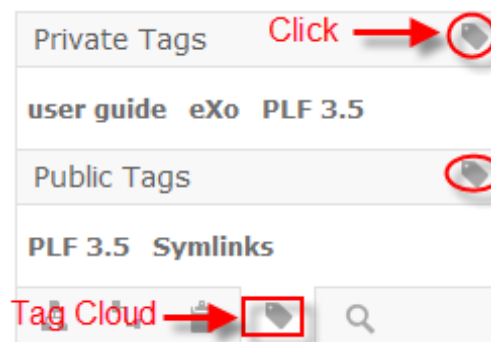 Private Tags Click
user guide eXo PLF 3.5
Public Tags
PLF 3.5 Symlinks
Tag Cloud